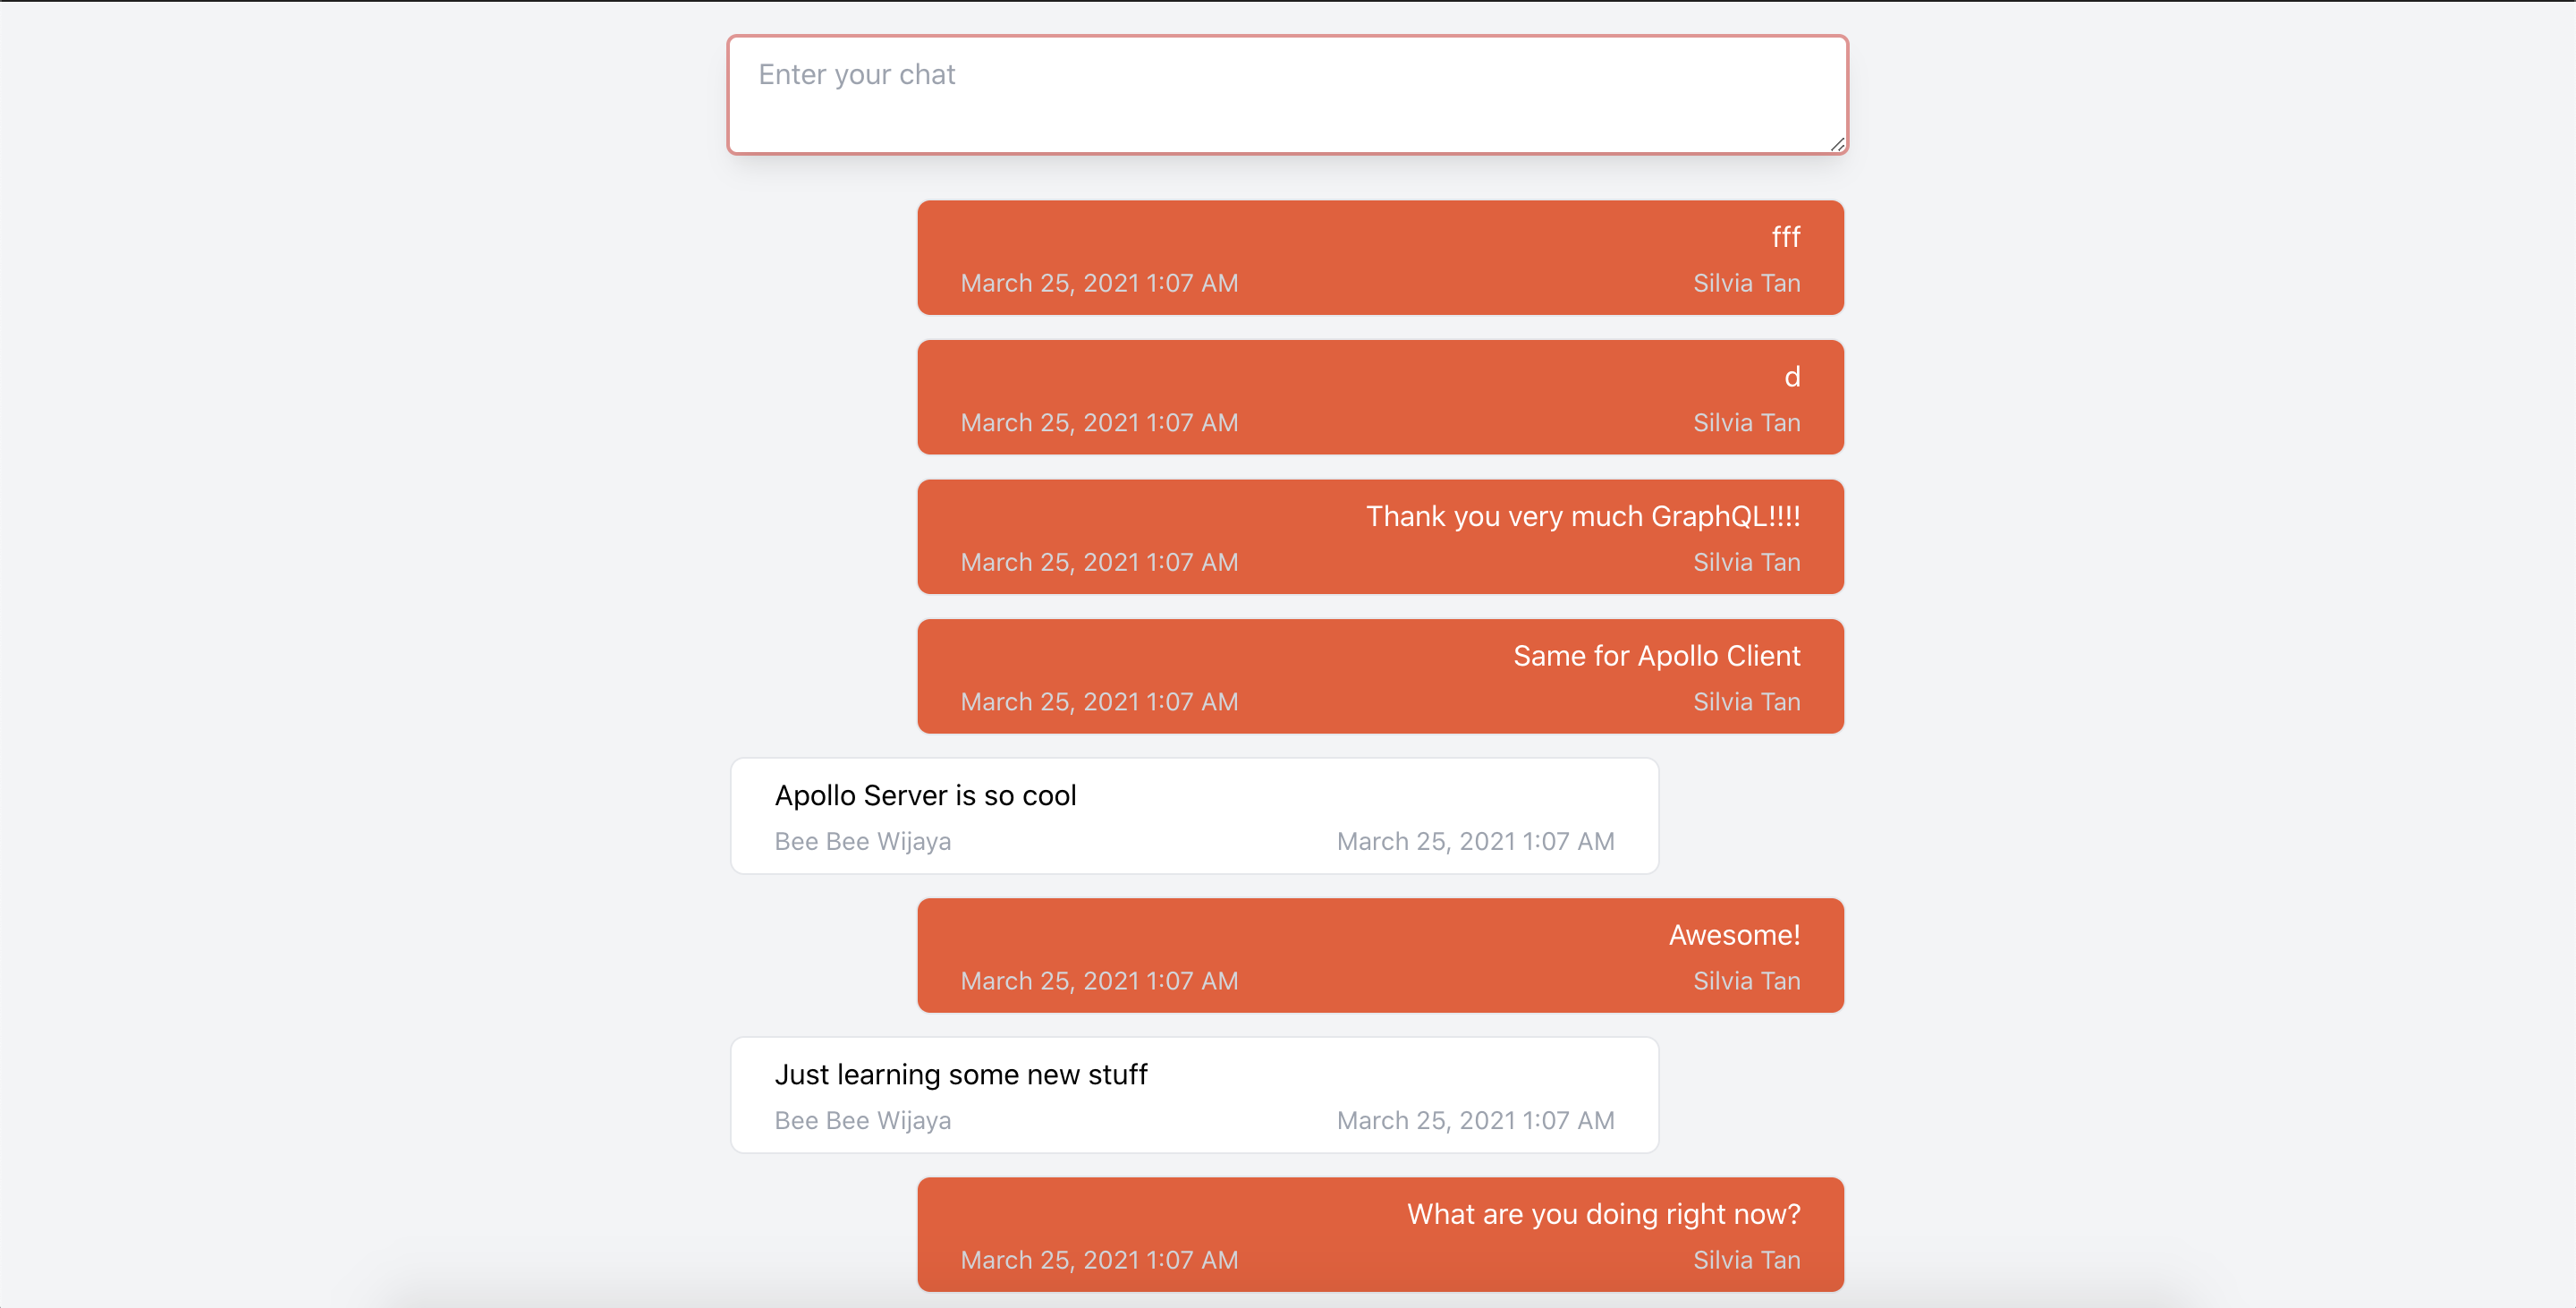 Enter your chat
fff
March 25, 2021 1:07 AM Silvia Tan
d
March 25, 2021 1:07 AM Silvia Tan
Thank you very much GraphQL!!!!
March 25, 2021 1:07 AM Silvia Tan
Same for Apollo Client
March 25, 2021 1:07 AM Silvia Tan
Apollo Server is so cool
Bee Bee Wijaya March 25, 2021 1:07 AM
Awesome!
March 25, 2021 1:07 AM Silvia Tan
Just learning some new stuff
Bee Bee Wijaya March 25, 2021 1:07 AM
What are you doing right now?
March 25, 2021 1:07 AM Silvia Tan